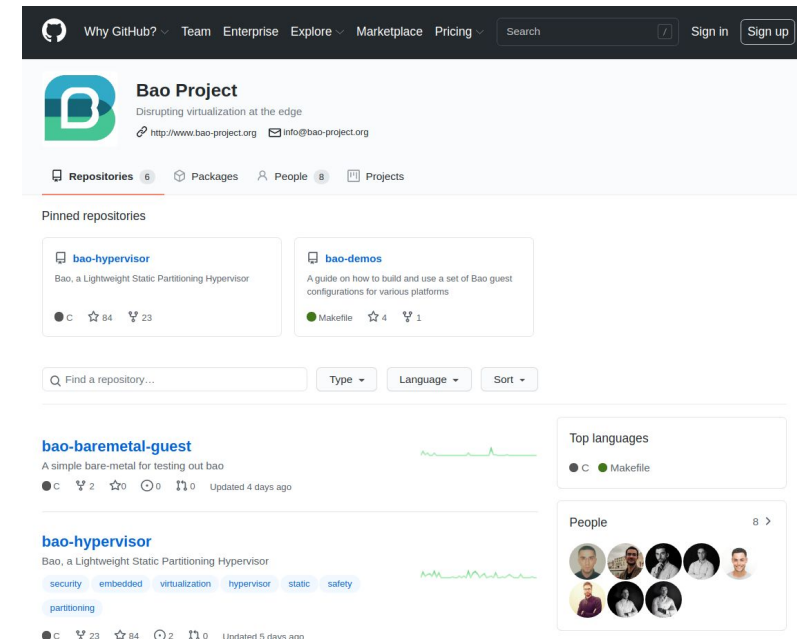 Why GitHub? Team Enterprise Explore Marketplace Pricing Search / Sign in Sign up
Bao Project
Disrupting virtualization at the edge
http://www.bao-project.org info@bao-project.org
Repositories 6 Packages People 8 Projects
Pinned repositories
bao-hypervisor
Bao, a Lightweight Static Partitioning Hypervisor
C 84 23
bao-demos
A guide on how to build and use a set of Bao guest
configurations for various platforms
Makefile 4 1
Find a repository… Type Language Sort
bao-baremetal-guest
A simple bare-metal for testing out bao
C 2 0 0 0 Updated 4 days ago
bao-hypervisor
Bao, a Lightweight Static Partitioning Hypervisor
security embedded virtualization hypervisor static safety
partitioning
C 23 84 2 0 Updated 5 days ago
Top languages
C Makefile
People 8